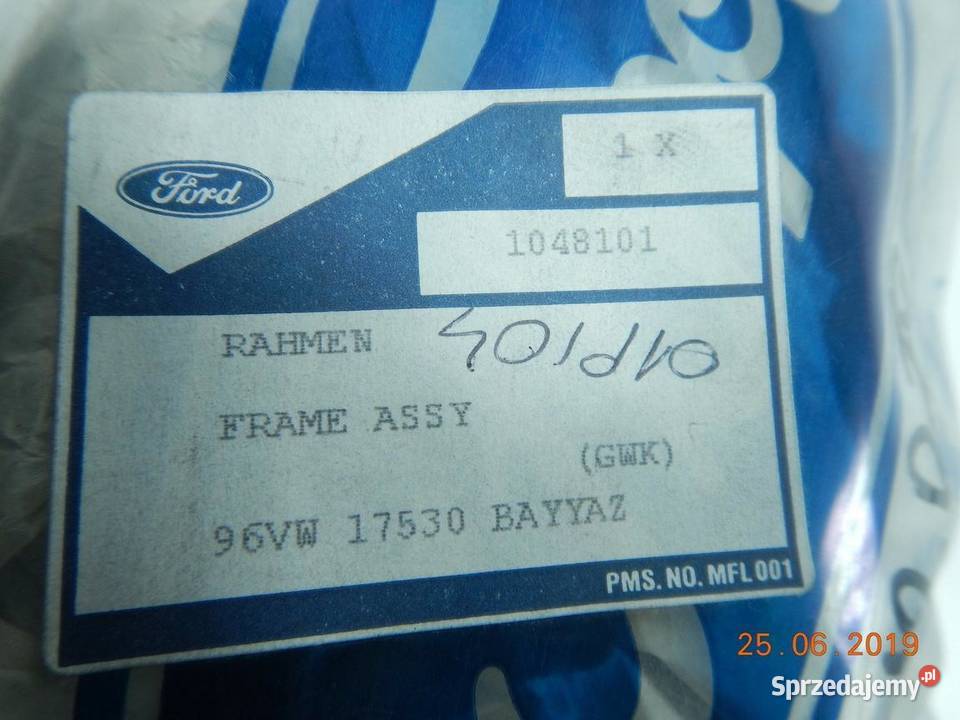 Ford
1 X
1048101
RAHMEN
FRAME ASSY
(GWK)
96VW 17530 BAYYAZ
PMS. NO. MFL 001
25.06.2019
Sprzedajemy.pl